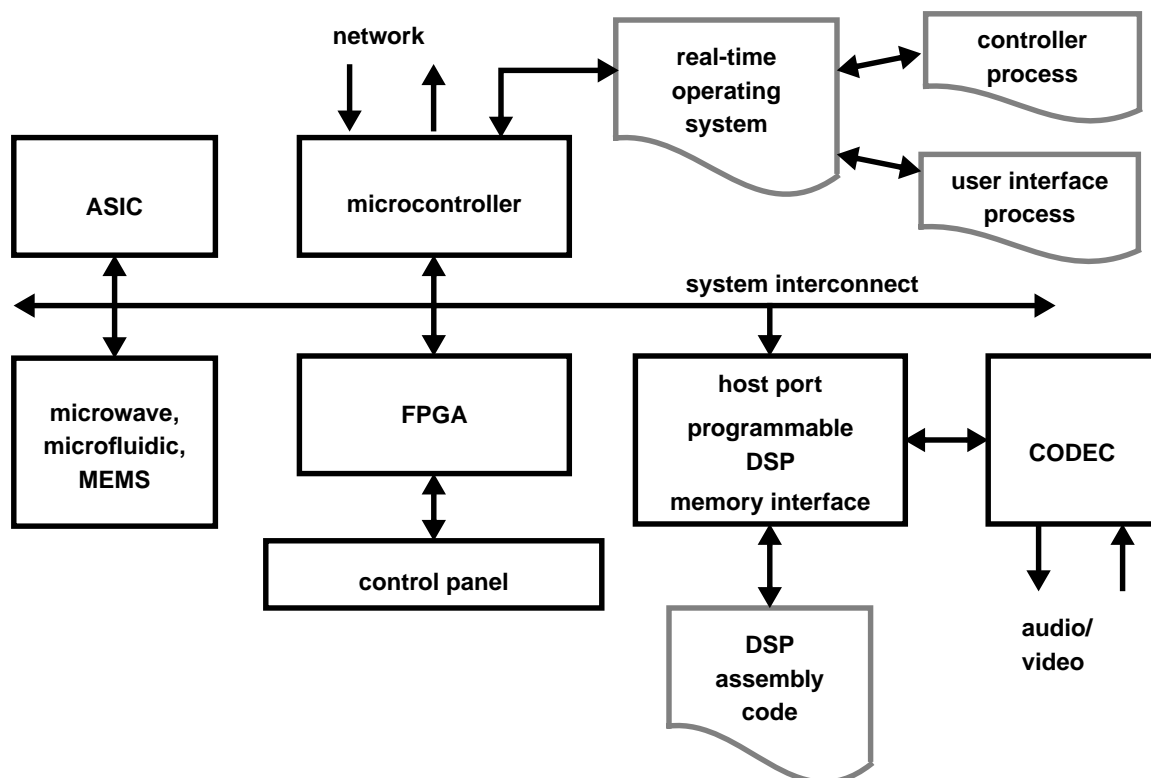 network
real-time
operating
system
controller
process
ASIC
microcontroller
user interface
process
system interconnect
microwave,
microfluidic,
MEMS
FPGA
host port
programmable
DSP
memory interface
CODEC
control panel
DSP
assembly
code
audio/
video